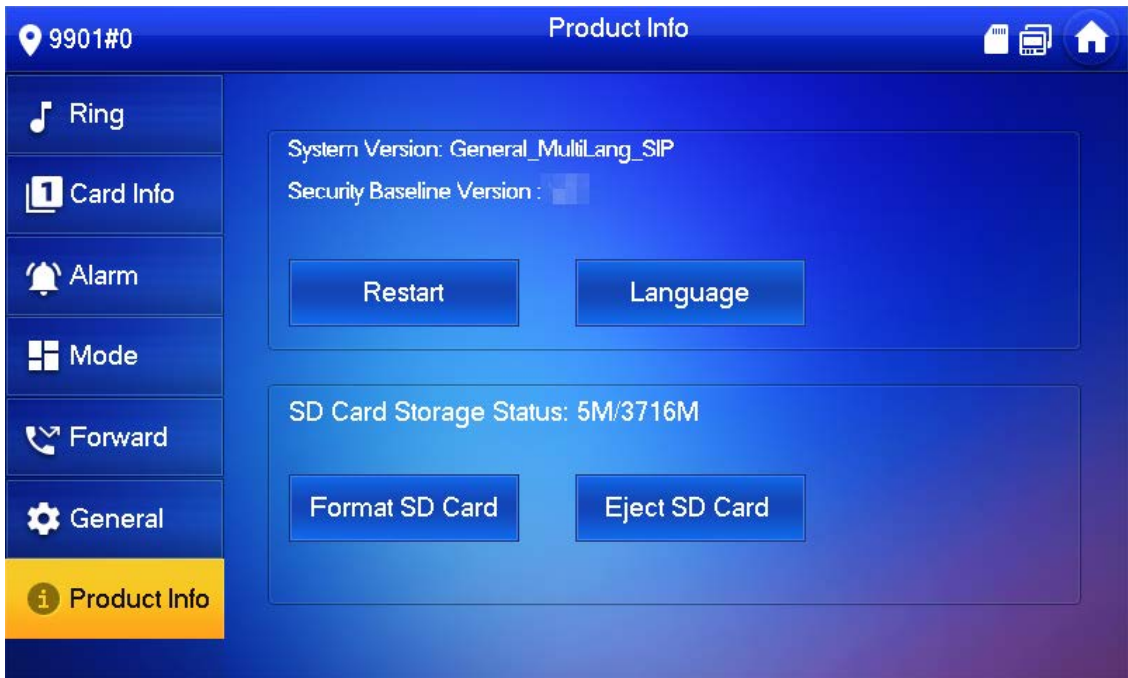 9901#0
Product Info
Ring
1
Card Info
Alarm
Mode
Forward
General
i Product Info
System Version: General_MultiLang_SIP
Security Baseline Version :
Restart
Language
SD Card Storage Status: 5M/3716M
Format SD Card
Eject SD Card